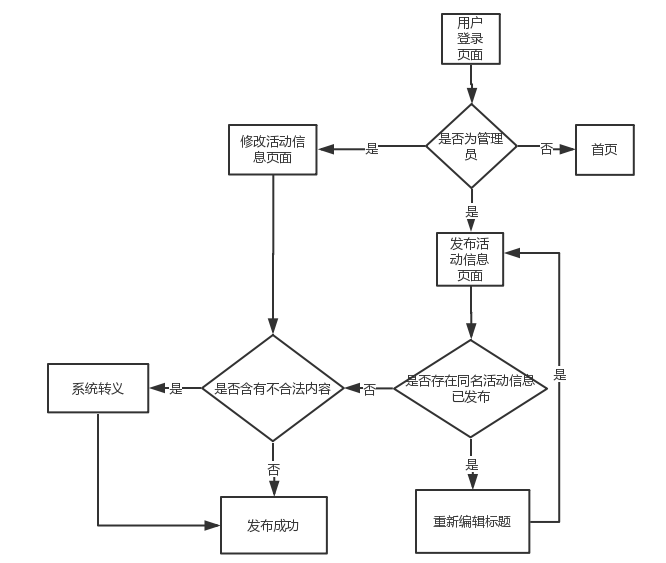 用户
登录
页面
修改活动信
息页面
是
是否为管理
员
否
首页
是
发布活
动信息
页面
系统转义
是
是否含有不合法内容
否
是否存在同名活动信息
已发布
是
否
是
发布成功
重新编辑标题